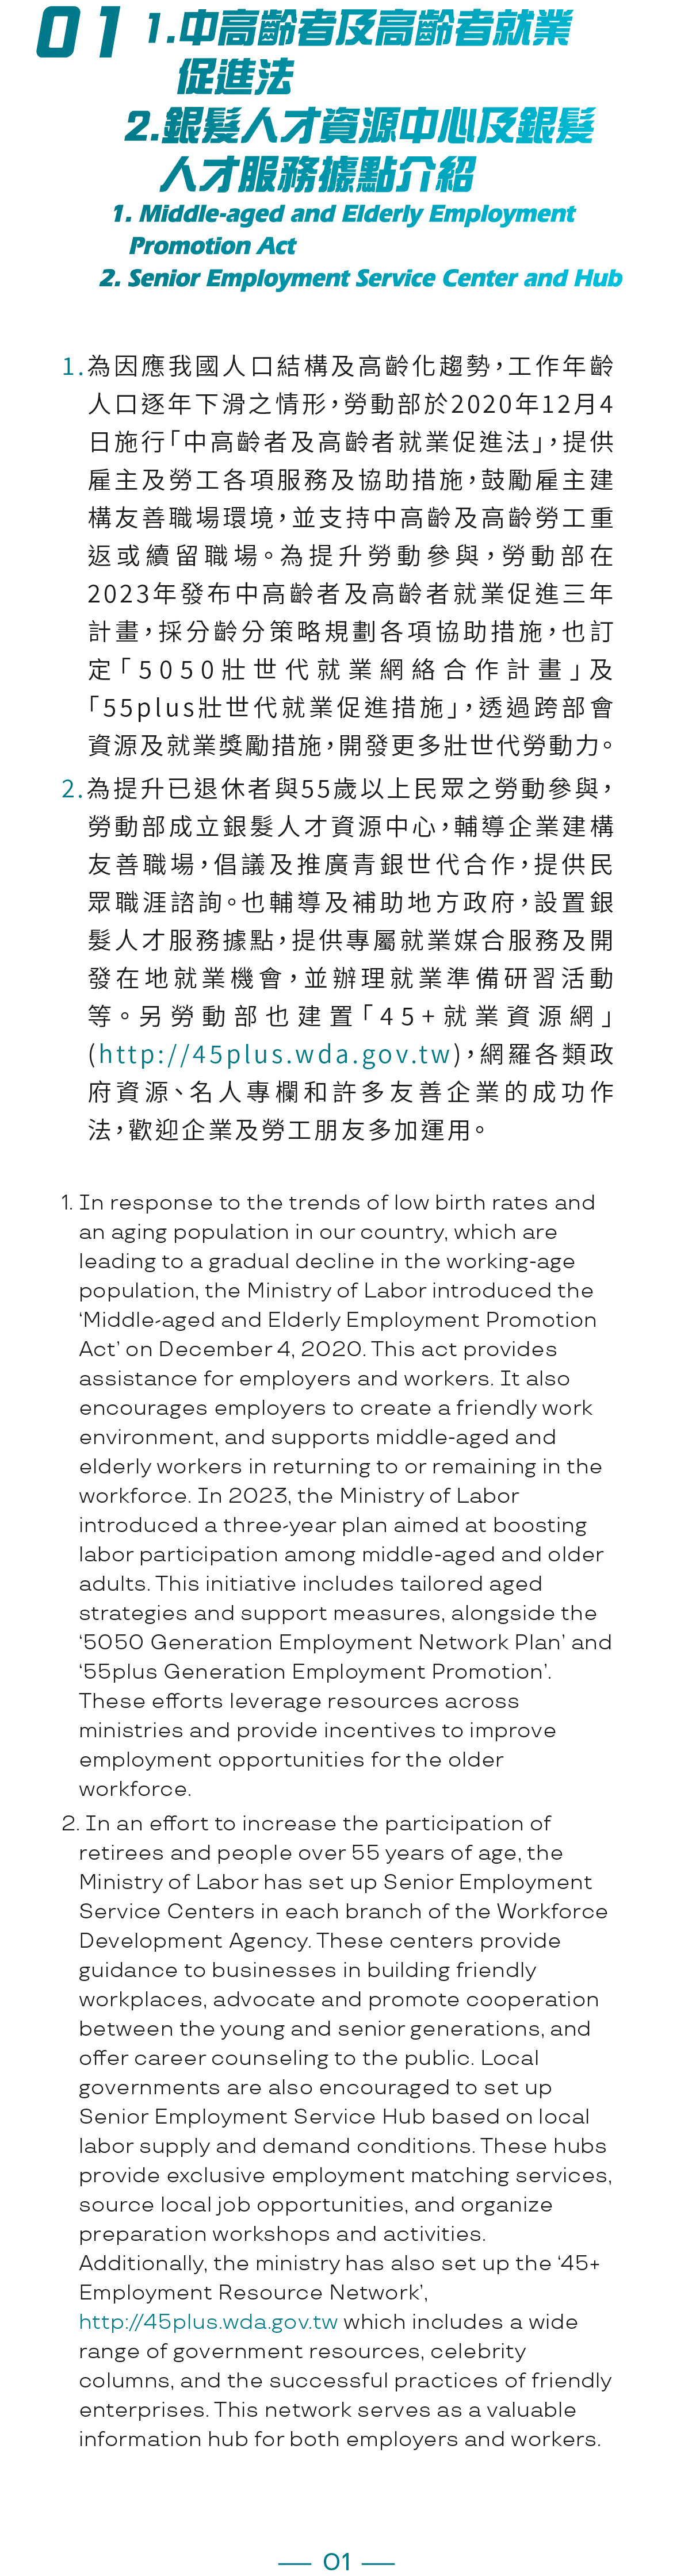 01 1.中高齡者及高齡者就業
促進法
2.銀髮人才資源中心及銀髮
人才服務據點介紹
1. Middle-aged and Elderly Employment
Promotion Act
2. Senior Employment Service Center and Hub
1.為因應我國人口結構及高齡化趨勢，工作年齡
人口逐年下滑之情形，勞動部於2020年12月4
日施行「中高齡者及高齡者就業促進法」，提供
雇主及勞工各項服務及協助措施，鼓勵雇主建
構友善職場環境，並支持中高齡及高齡勞工重
返或續留職場。為提升勞動參與，勞動部在
2023年發布中高齡者及高齡者就業促進三年
計畫，採分齡分策略規劃各項協助措施，也訂
定「5050壯世代就業網絡合作計畫」及
「55plus壯世代就業促進措施」，透過跨部會
資源及就業獎勵措施，開發更多壯世代勞動力。
2.為提升已退休者與55歲以上民眾之勞動參與，
勞動部成立銀髮人才資源中心，輔導企業建構
友善職場，倡議及推廣青銀世代合作，提供民
眾職涯諮詢。也輔導及補助地方政府，設置銀
髮人才服務據點，提供專屬就業媒合服務及開
發在地就業機會，並辦理就業準備研習活動
等。另勞動部也建置「45+就業資源網」
(http://45plus.wda.gov.tw)，網羅各類政
府資源、名人專欄和許多友善企業的成功作
法，歡迎企業及勞工朋友多加運用。
1. In response to the trends of low birth rates and
an aging population in our country, which are
leading to a gradual decline in the working-age
population, the Ministry of Labor introduced the
‘Middle-aged and Elderly Employment Promotion
Act’ on December 4, 2020. This act provides
assistance for employers and workers. It also
encourages employers to create a friendly work
environment, and supports middle-aged and
elderly workers in returning to or remaining in the
workforce. In 2023, the Ministry of Labor
introduced a three-year plan aimed at boosting
labor participation among middle-aged and older
adults. This initiative includes tailored aged
strategies and support measures, alongside the
‘5050 Generation Employment Network Plan’ and
‘55plus Generation Employment Promotion’.
These efforts leverage resources across
ministries and provide incentives to improve
employment opportunities for the older
workforce.
2. In an effort to increase the participation of
retirees and people over 55 years of age, the
Ministry of Labor has set up Senior Employment
Service Centers in each branch of the Workforce
Development Agency. These centers provide
guidance to businesses in building friendly
workplaces, advocate and promote cooperation
between the young and senior generations, and
offer career counseling to the public. Local
governments are also encouraged to set up
Senior Employment Service Hub based on local
labor supply and demand conditions. These hubs
provide exclusive employment matching services,
source local job opportunities, and organize
preparation workshops and activities.
Additionally, the ministry has also set up the ‘45+
Employment Resource Network’,
http://45plus.wda.gov.tw which includes a wide
range of government resources, celebrity
columns, and the successful practices of friendly
enterprises. This network serves as a valuable
information hub for both employers and workers.
01